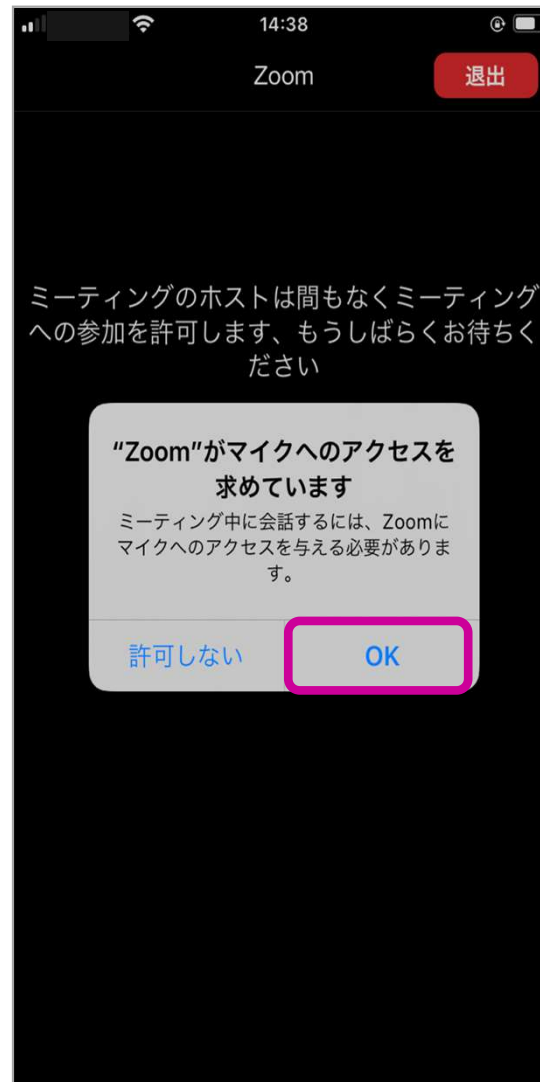 14:38
Zoom
退出
ミーティングのホストは間もなくミーティング
への参加を許可します、もうしばらくお待ちく
ださい
“Zoom”がマイクへのアクセスを
求めています
ミーティング中に会話するには、Zoomに
マイクへのアクセスを与える必要がありま
す。
許可しない
OK